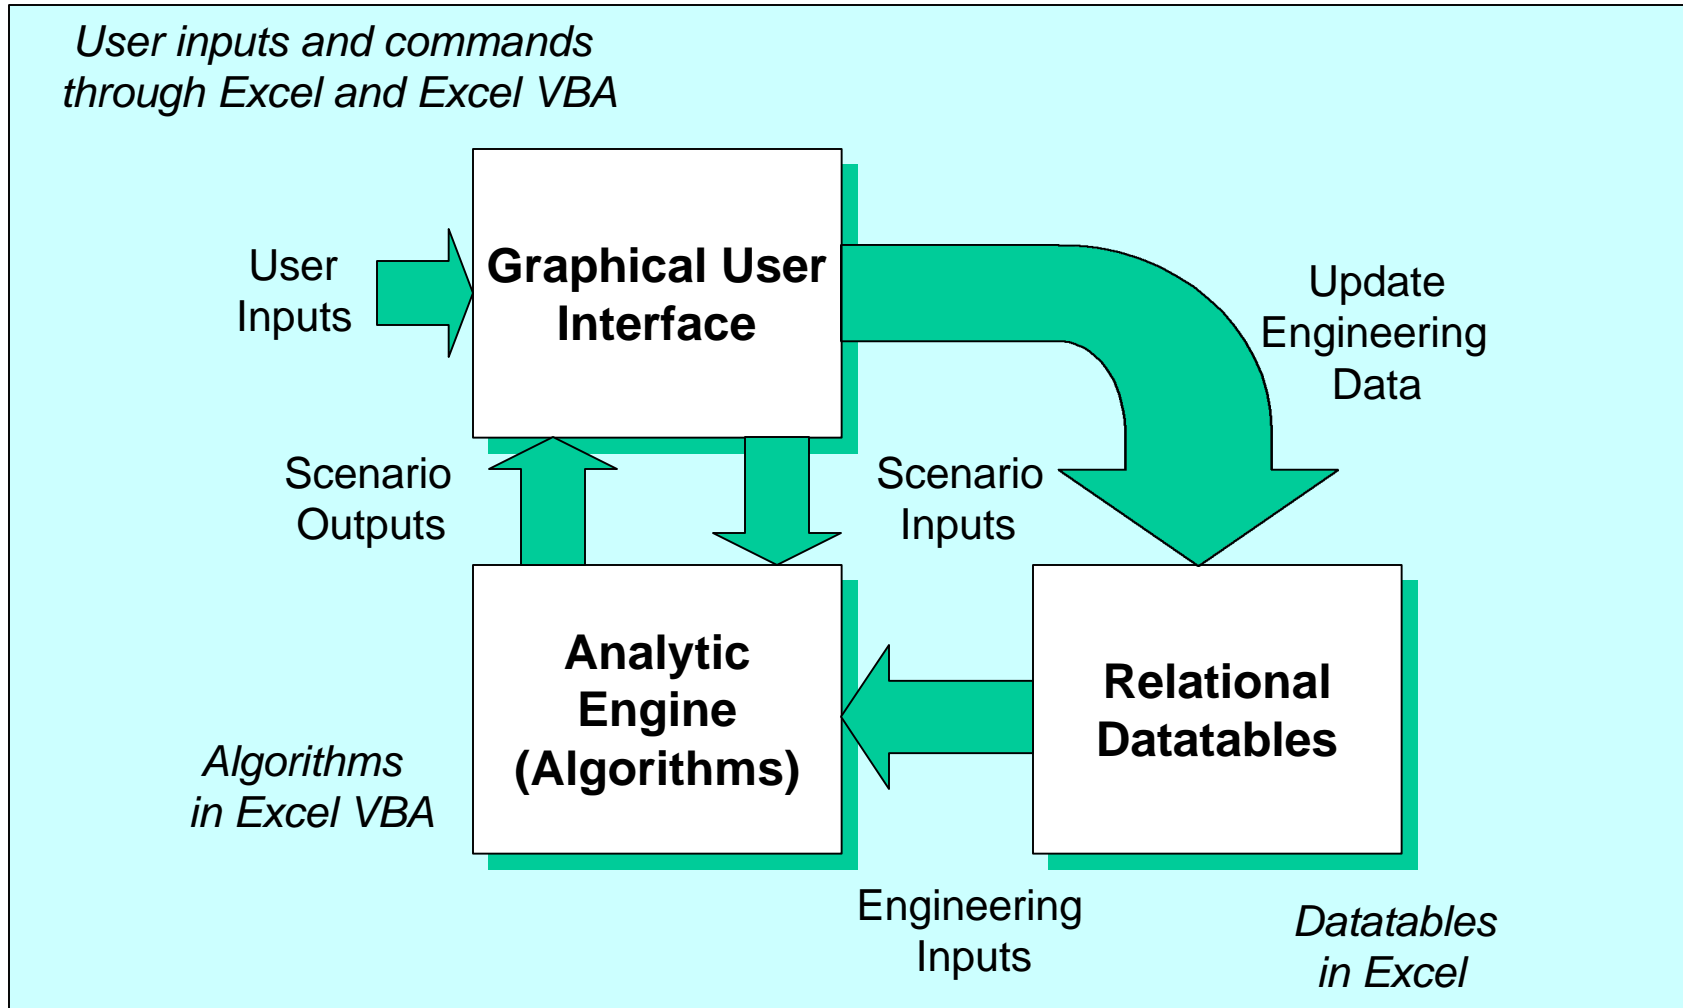 User inputs and commands
through Excel and Excel VBA
User
Inputs
Graphical User
Interface
Update
Engineering
Data
Scenario
Outputs
Scenario
Inputs
Analytic
Engine
(Algorithms)
Relational
Datatables
Algorithms
in Excel VBA
Engineering
Inputs
Datatables
in Excel